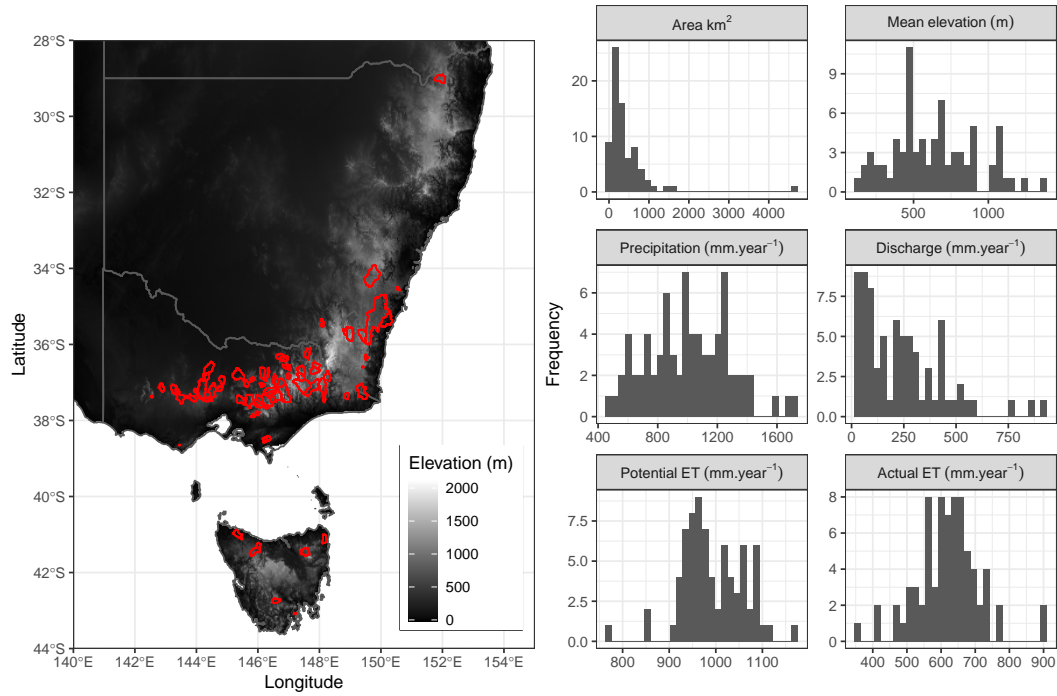 28°S
30°S
32°S
34°S
36°S
38°S
40°S
42°S
44°S
Latitude
140°E
142°E
144°E
146°E
148°E
150°E
152°E
154°E
Longitude
Elevation (m)
2000
1500
1000
500
0
Frequency
Area km²
20
10
0
0 1000 2000 3000 4000
Mean elevation (m)
9
6
3
0
500 1000
Precipitation (mm.year⁻¹)
6
4
2
0
400 800 1200 1600
Discharge (mm.year⁻¹)
7.5
5.0
2.5
0.0
0 250 500 750
Potential ET (mm.year⁻¹)
7.5
5.0
2.5
0.0
800 900 1000 1100
Actual ET (mm.year⁻¹)
8
6
4
2
0
400 500 600 700 800 900